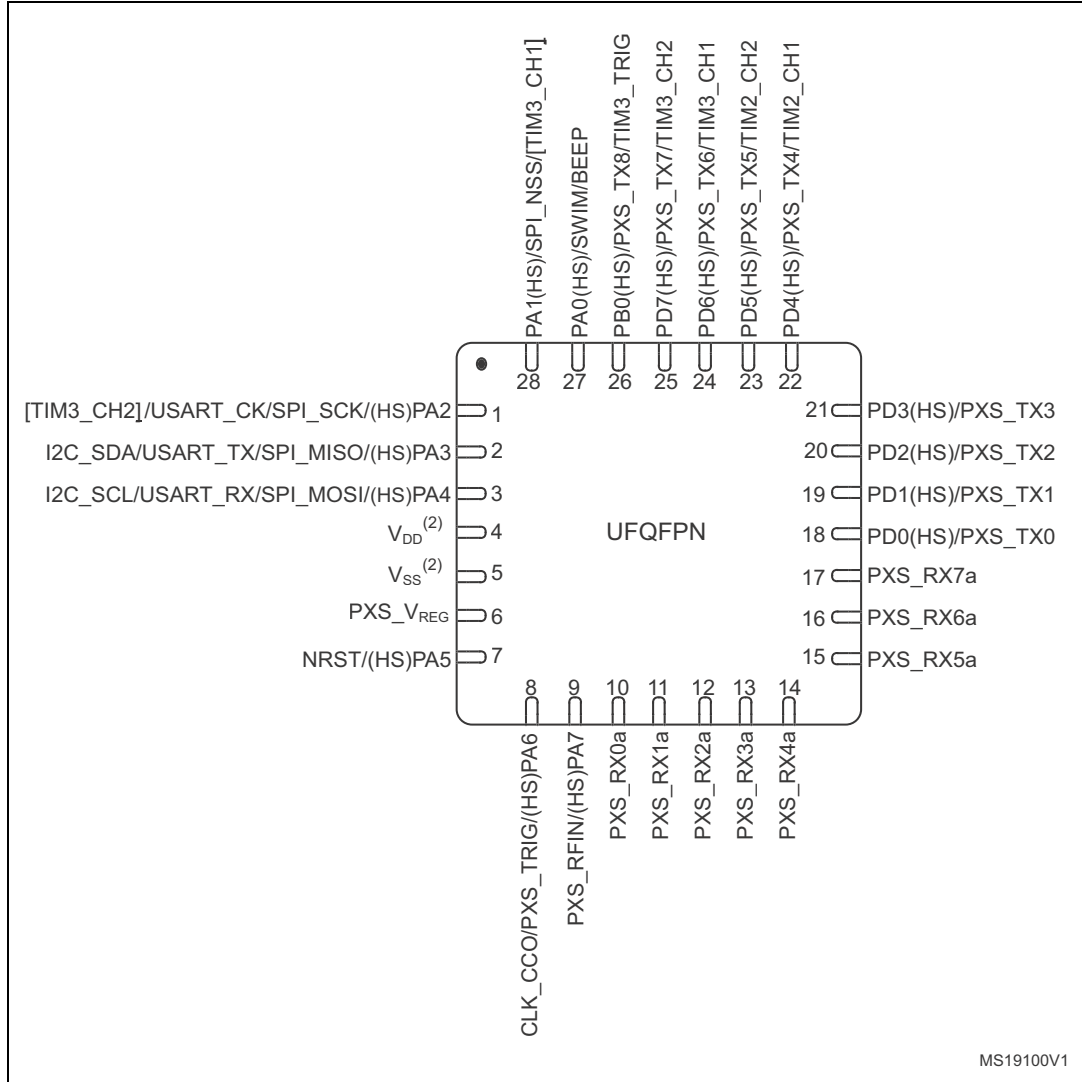 PA1(HS)/SPI_NSS/[TIM3_CH1]
PA0(HS)/SWIM/BEEP
PB0(HS)/PXS_TX8/TIM3_TRIG
PD7(HS)/PXS_TX7/TIM3_CH2
PD6(HS)/PXS_TX6/TIM3_CH1
PD5(HS)/PXS_TX5/TIM2_CH2
PD4(HS)/PXS_TX4/TIM2_CH1
28 27 26 25 24 23 22
[TIM3_CH2]/USART_CK/SPI_SCK/(HS)PA2 1
I2C_SDA/USART_TX/SPI_MISO/(HS)PA3 2
I2C_SCL/USART_RX/SPI_MOSI/(HS)PA4 3
VDD(2) 4
VSS(2) 5
PXS_VREG 6
NRST/(HS)PA5 7
UFQFPN
21 PD3(HS)/PXS_TX3
20 PD2(HS)/PXS_TX2
19 PD1(HS)/PXS_TX1
18 PD0(HS)/PXS_TX0
17 PXS_RX7a
16 PXS_RX6a
15 PXS_RX5a
8 9 10 11 12 13 14
CLK_CCO/PXS_TRIG/(HS)PA6
PXS_RFIN/(HS)PA7
PXS_RX0a
PXS_RX1a
PXS_RX2a
PXS_RX3a
PXS_RX4a
MS19100V1